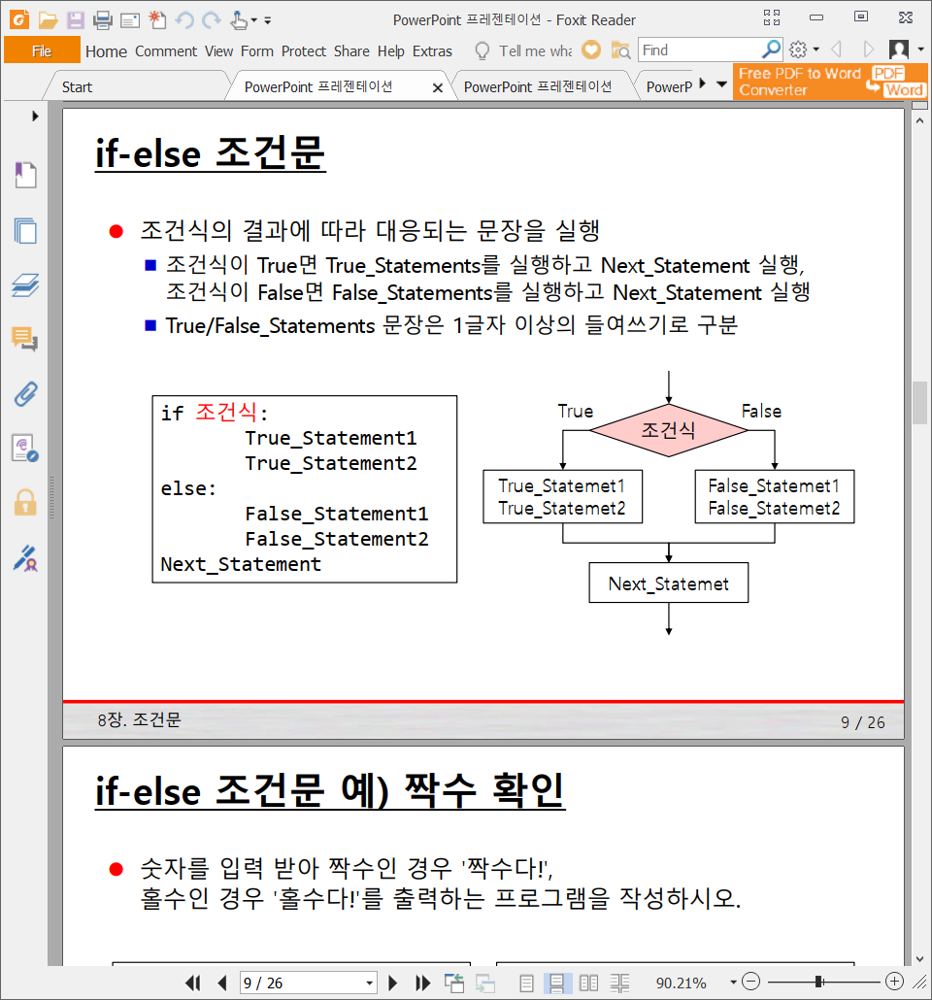 PowerPoint 프레젠테이션 - Foxit Reader
File Home Comment View Form Protect Share Help Extras Tell me wha Find
Start PowerPoint 프레젠테이션 PowerPoint 프레젠테이션 PowerP
Free PDF to Word
Converter
PDF
Word
if-else 조건문
조건식의 결과에 따라 대응되는 문장을 실행
조건식이 True면 True_Statements를 실행하고 Next_Statement 실행,
조건식이 False면 False_Statements를 실행하고 Next_Statement 실행
True/False_Statements 문장은 1글자 이상의 들여쓰기로 구분
if 조건식:
True_Statement1
True_Statement2
else:
False_Statement1
False_Statement2
Next_Statement
True
False
조건식
True_Statemet1
True_Statemet2
False_Statemet1
False_Statemet2
Next_Statemet
8장. 조건문
9 / 26
if-else 조건문 예) 짝수 확인
숫자를 입력 받아 짝수인 경우 '짝수다!',
홀수인 경우 '홀수다!'를 출력하는 프로그램을 작성하시오.
9 / 26
90.21%